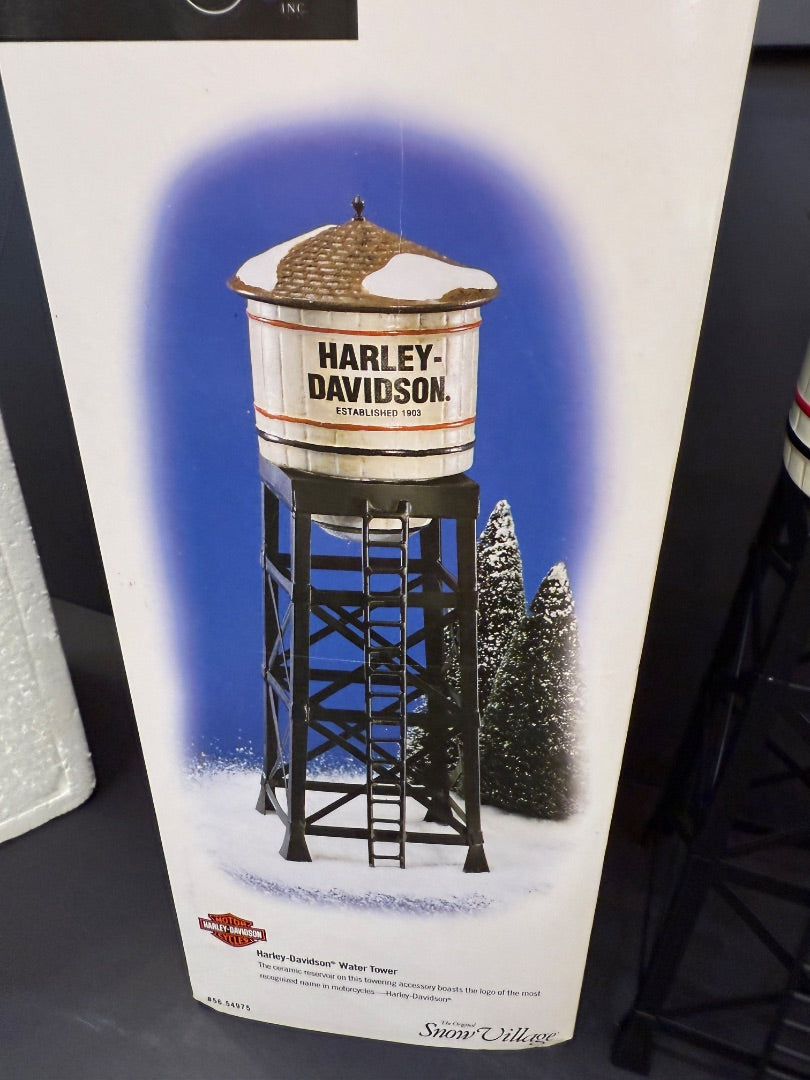 INC
HARLEY-
DAVIDSON.
ESTABLISHED 1903
MOTOR
HARLEY-DAVIDSON
CYCLES
Harley-Davidson® Water Tower
The ceramic reservoir on this towering accessory boasts the logo of the most
recognized name in motorcycles—Harley-Davidson®
#56.54975
The Original
Snow Village®